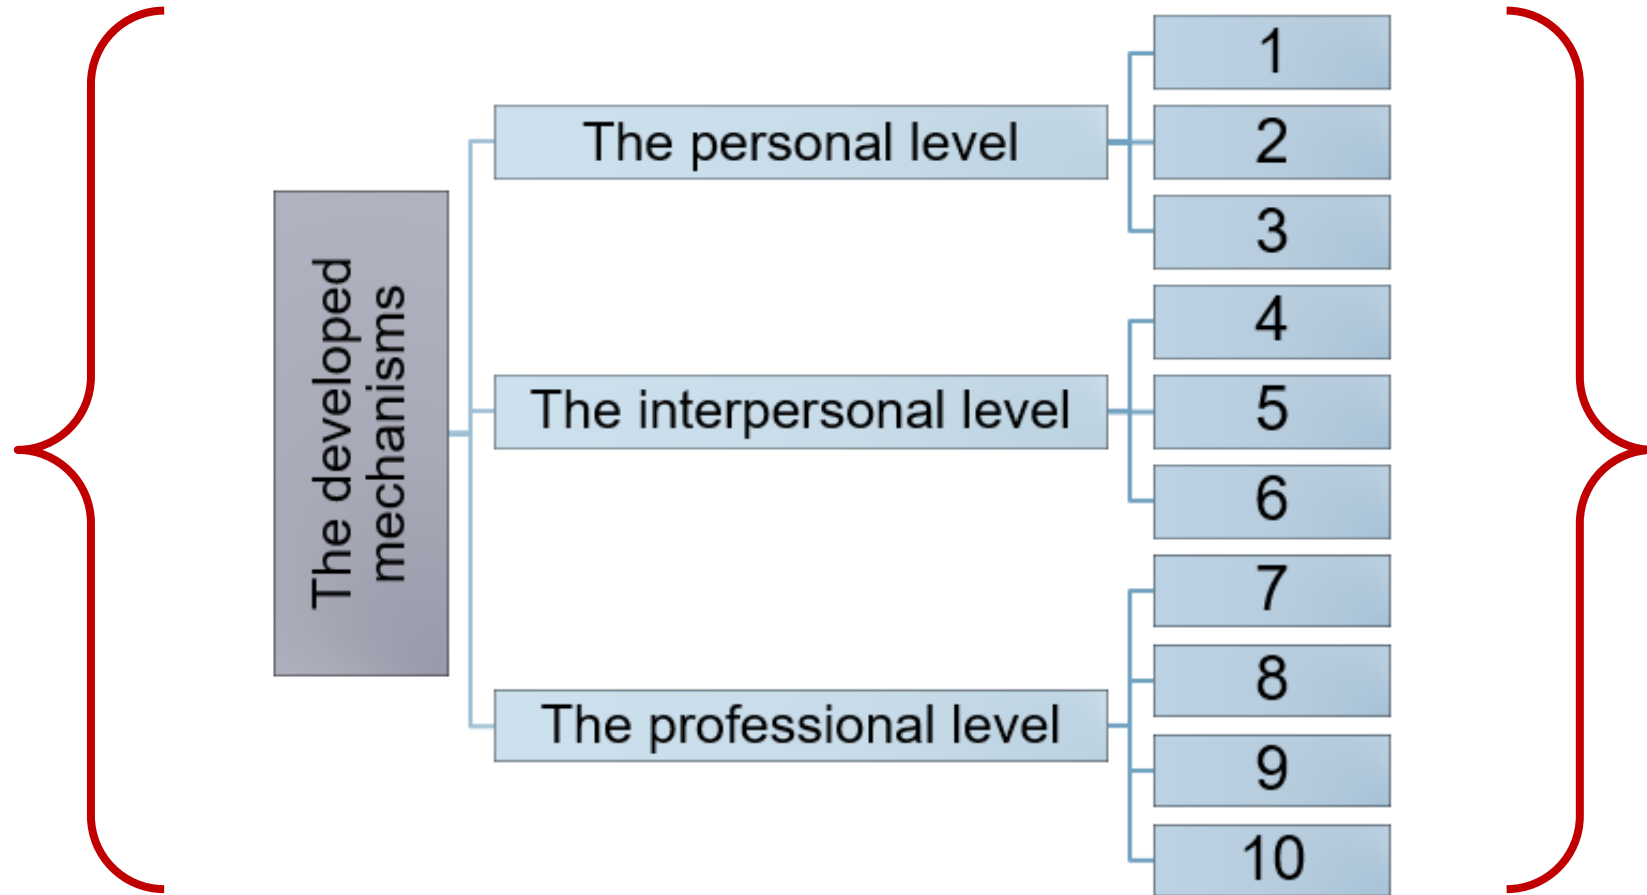 The developed
mechanisms
The personal level
1
2
3
The interpersonal level
4
5
6
The professional level
7
8
9
10